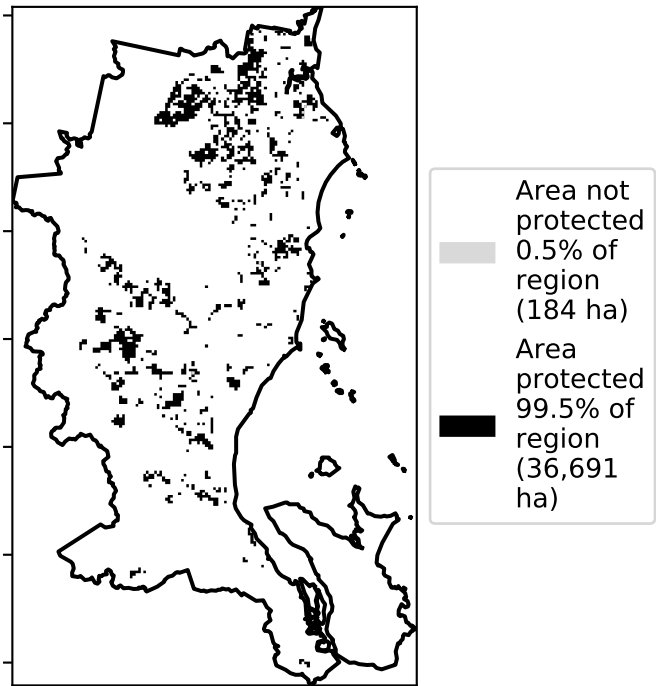 Area not
protected
0.5% of
region
(184 ha)
Area
protected
99.5% of
region
(36,691
ha)